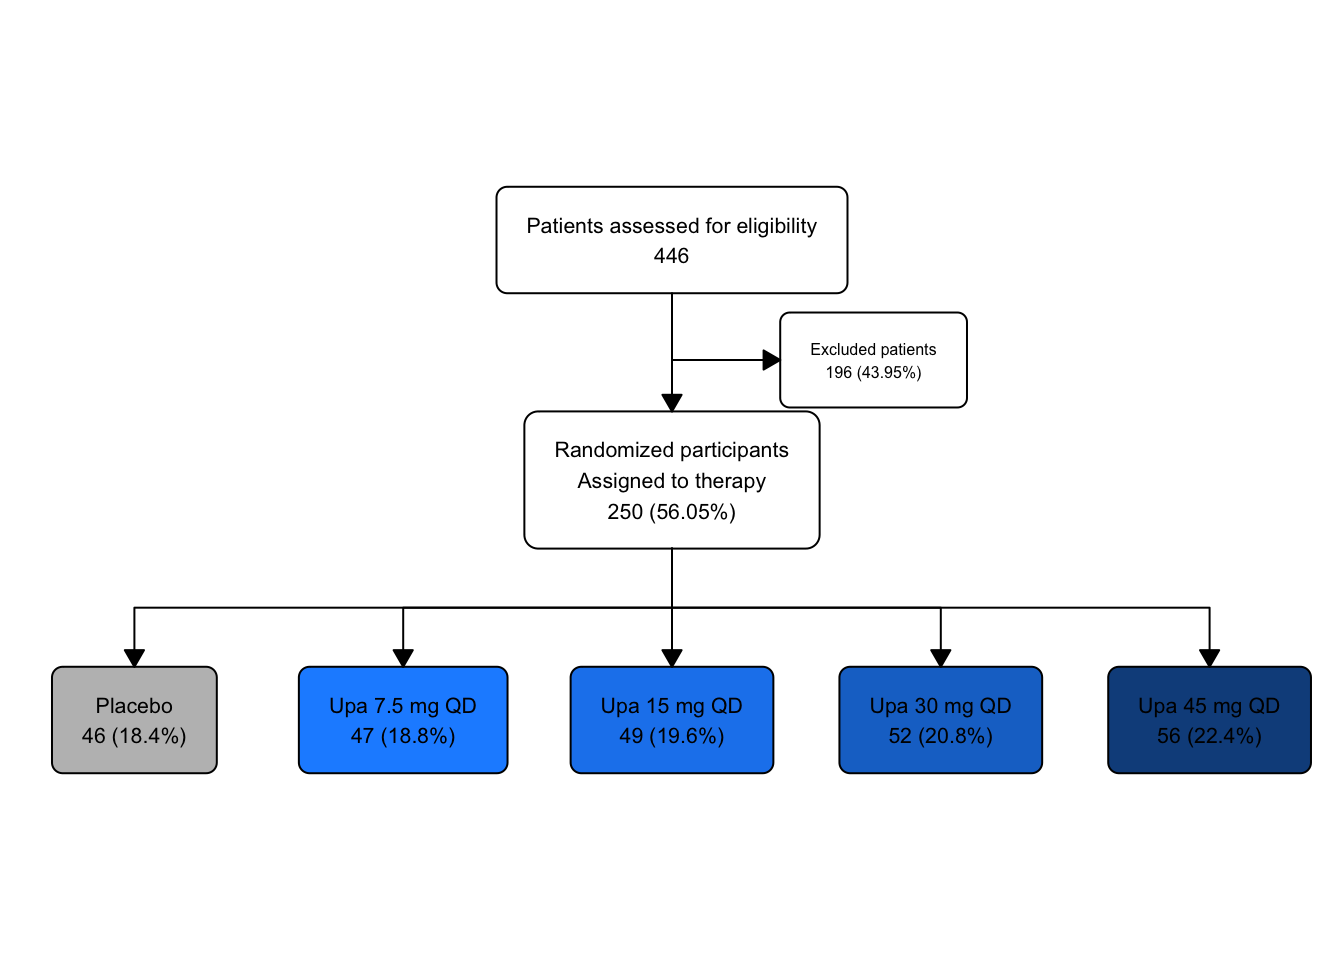 Patients assessed for eligibility
446
Excluded patients
196 (43.95%)
Randomized participants
Assigned to therapy
250 (56.05%)
Placebo
46 (18.4%)
Upa 7.5 mg QD
47 (18.8%)
Upa 15 mg QD
49 (19.6%)
Upa 30 mg QD
52 (20.8%)
Upa 45 mg QD
56 (22.4%)